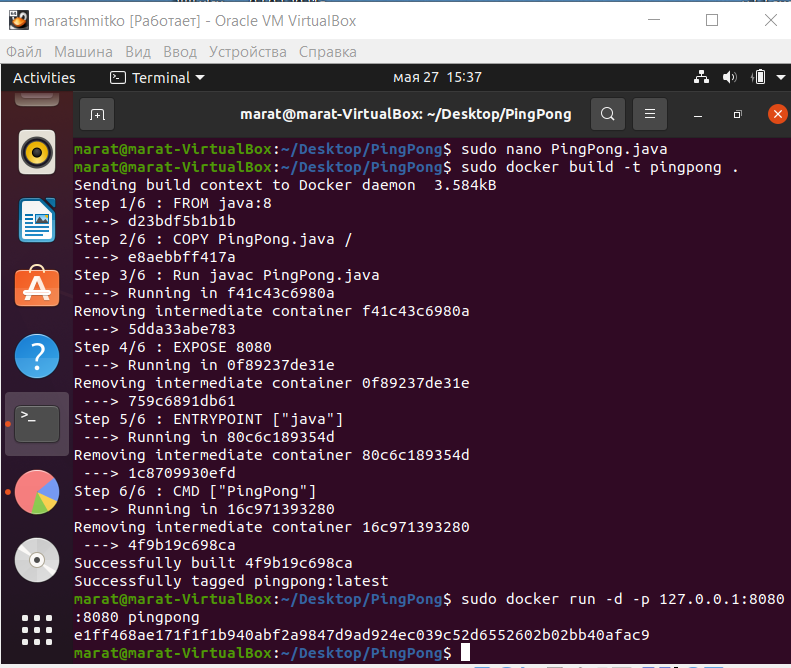 maratshmitko [Работает] - Oracle VM VirtualBox
Файл Машина Вид Ввод Устройства Справка
Activities Terminal мая 27 15:37
marat@marat-VirtualBox: ~/Desktop/PingPong
marat@marat-VirtualBox:~/Desktop/PingPong$ sudo nano PingPong.java
marat@marat-VirtualBox:~/Desktop/PingPong$ sudo docker build -t pingpong .
Sending build context to Docker daemon  3.584kB
Step 1/6 : FROM java:8
 ---> d23bdf5b1b1b
Step 2/6 : COPY PingPong.java /
 ---> e8aebbff417a
Step 3/6 : Run javac PingPong.java
 ---> Running in f41c43c6980a
Removing intermediate container f41c43c6980a
 ---> 5dda33abe783
Step 4/6 : EXPOSE 8080
 ---> Running in 0f89237de31e
Removing intermediate container 0f89237de31e
 ---> 759c6891db61
Step 5/6 : ENTRYPOINT ["java"]
 ---> Running in 80c6c189354d
Removing intermediate container 80c6c189354d
 ---> 1c8709930efd
Step 6/6 : CMD ["PingPong"]
 ---> Running in 16c971393280
Removing intermediate container 16c971393280
 ---> 4f9b19c698ca
Successfully built 4f9b19c698ca
Successfully tagged pingpong:latest
marat@marat-VirtualBox:~/Desktop/PingPong$ sudo docker run -d -p 127.0.0.1:8080
:8080 pingpong
e1ff468ae171f1f1b940abf2a9847d9ad924ec039c52d6552602b02bb40afac9
marat@marat-VirtualBox:~/Desktop/PingPong$